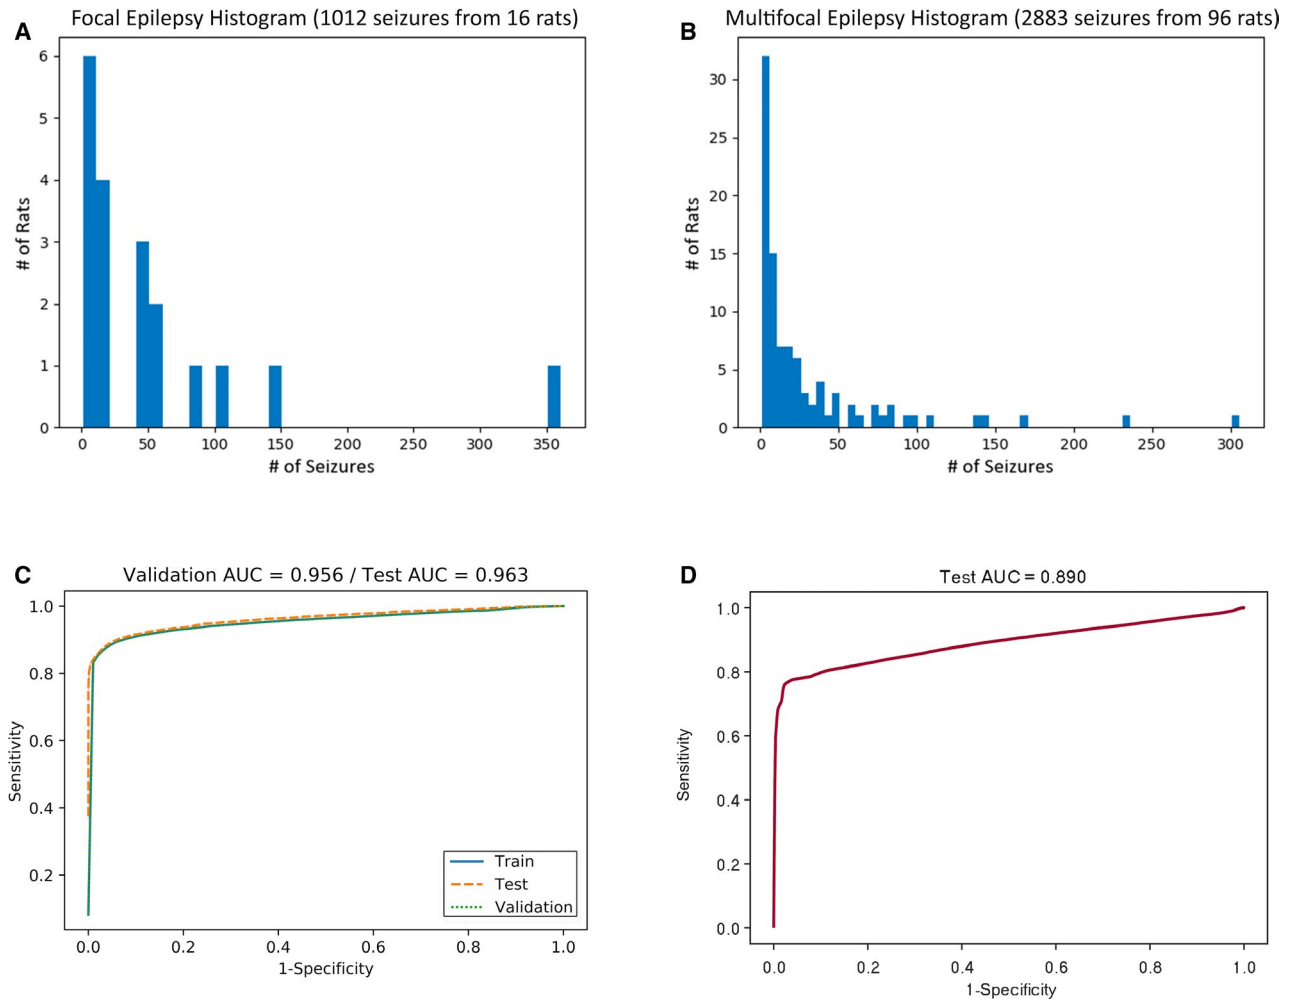 A
Focal Epilepsy Histogram (1012 seizures from 16 rats)
# of Rats
6
5
4
3
2
1
0
0 50 100 150 200 250 300 350
# of Seizures
B
Multifocal Epilepsy Histogram (2883 seizures from 96 rats)
# of Rats
30
25
20
15
10
5
0
0 50 100 150 200 250 300
# of Seizures
C
Validation AUC = 0.956 / Test AUC = 0.963
Sensitivity
1.0
0.8
0.6
0.4
0.2
Train
Test
Validation
0.0 0.2 0.4 0.6 0.8 1.0
1-Specificity
D
Test AUC = 0.890
Sensitivity
1.0
0.8
0.6
0.4
0.2
0.0
0.0 0.2 0.4 0.6 0.8 1.0
1-Specificity